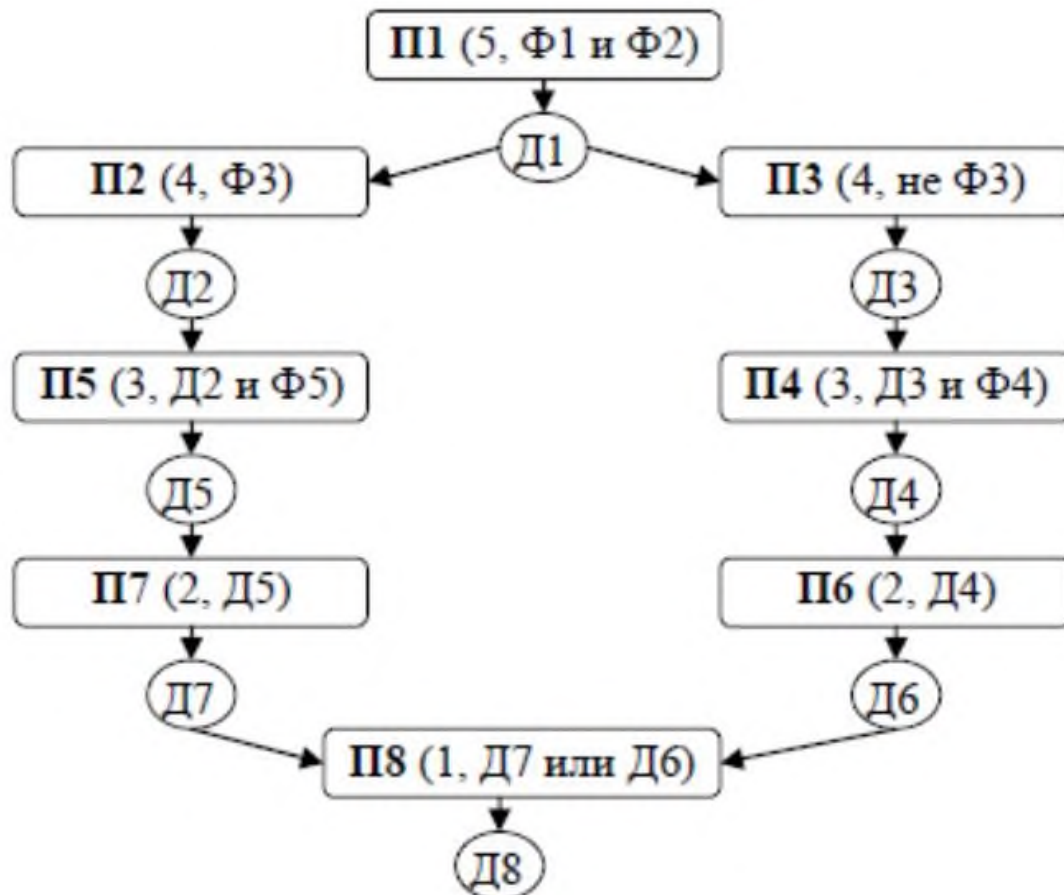 П1 (5, Ф1 и Ф2)
Д1
П2 (4, Ф3)
П3 (4, не Ф3)
Д2
Д3
П5 (3, Д2 и Ф5)
П4 (3, Д3 и Ф4)
Д5
Д4
П7 (2, Д5)
П6 (2, Д4)
Д7
Д6
П8 (1, Д7 или Д6)
Д8